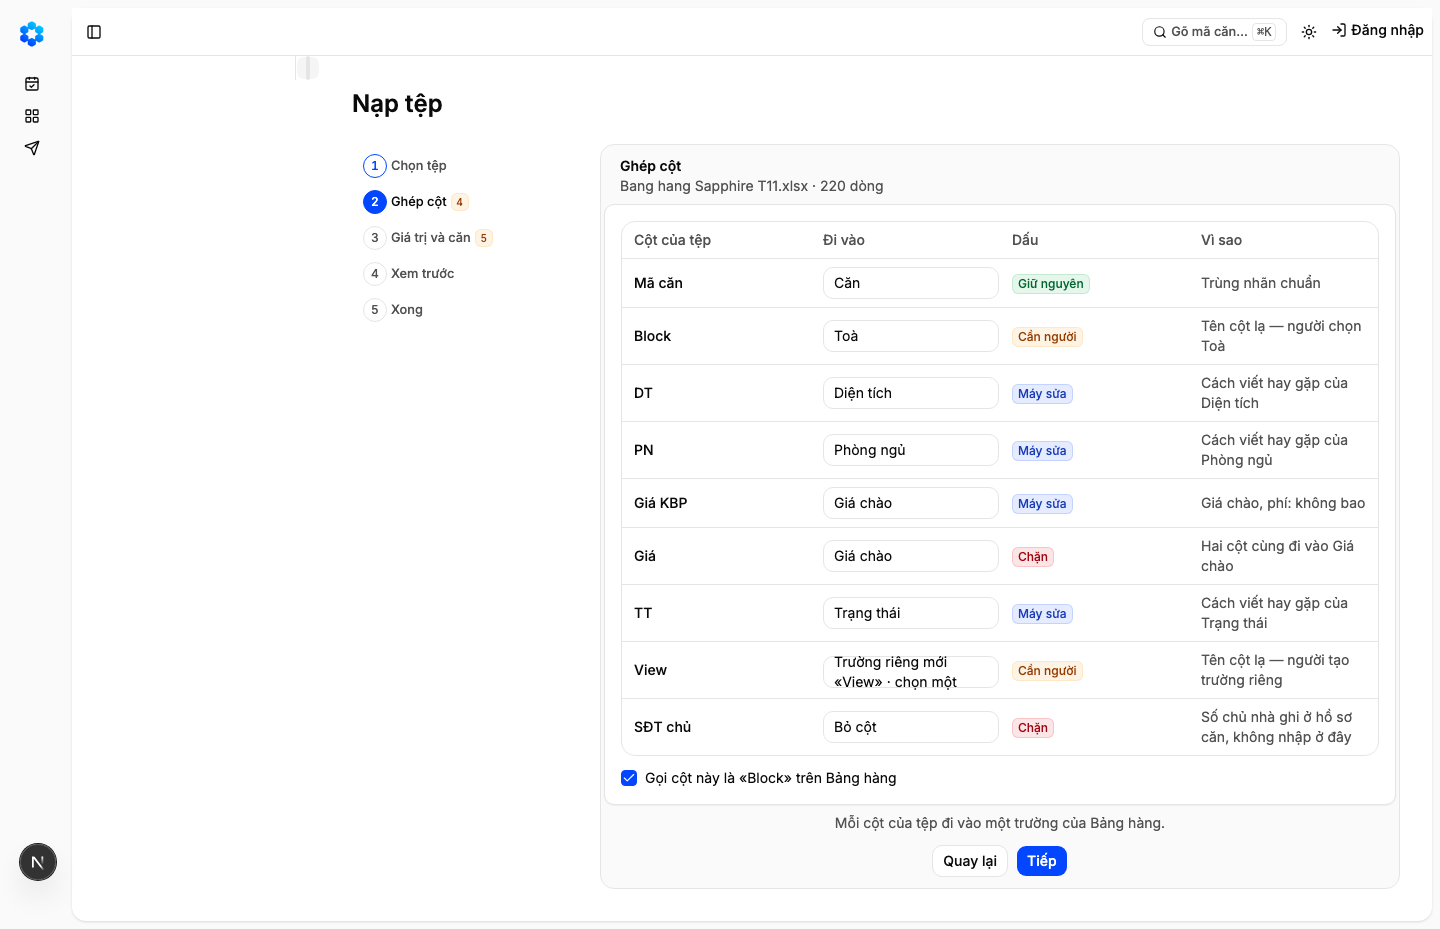 Gõ mã căn... ⌘K
Đăng nhập
Nạp tệp
1 Chọn tệp
2 Ghép cột 4
3 Giá trị và căn 5
4 Xem trước
5 Xong
Ghép cột
Bang hang Sapphire T11.xlsx · 220 dòng
Cột của tệp Đi vào Dấu Vì sao
Mã căn Căn Giữ nguyên Trùng nhãn chuẩn
Block Toà Cần người Tên cột lạ — người chọn
Toà
DT Diện tích Máy sửa Cách viết hay gặp của
Diện tích
PN Phòng ngủ Máy sửa Cách viết hay gặp của
Phòng ngủ
Giá KBP Giá chào Máy sửa Giá chào, phí: không bao
Giá Giá chào Chặn Hai cột cùng đi vào Giá
chào
TT Trạng thái Máy sửa Cách viết hay gặp của
Trạng thái
View Trường riêng mới
«View» · chọn một Cần người Tên cột lạ — người tạo
trường riêng
SĐT chủ Bỏ cột Chặn Số chủ nhà ghi ở hồ sơ
căn, không nhập ở đây
Gọi cột này là «Block» trên Bảng hàng
Mỗi cột của tệp đi vào một trường của Bảng hàng.
Quay lại Tiếp
N